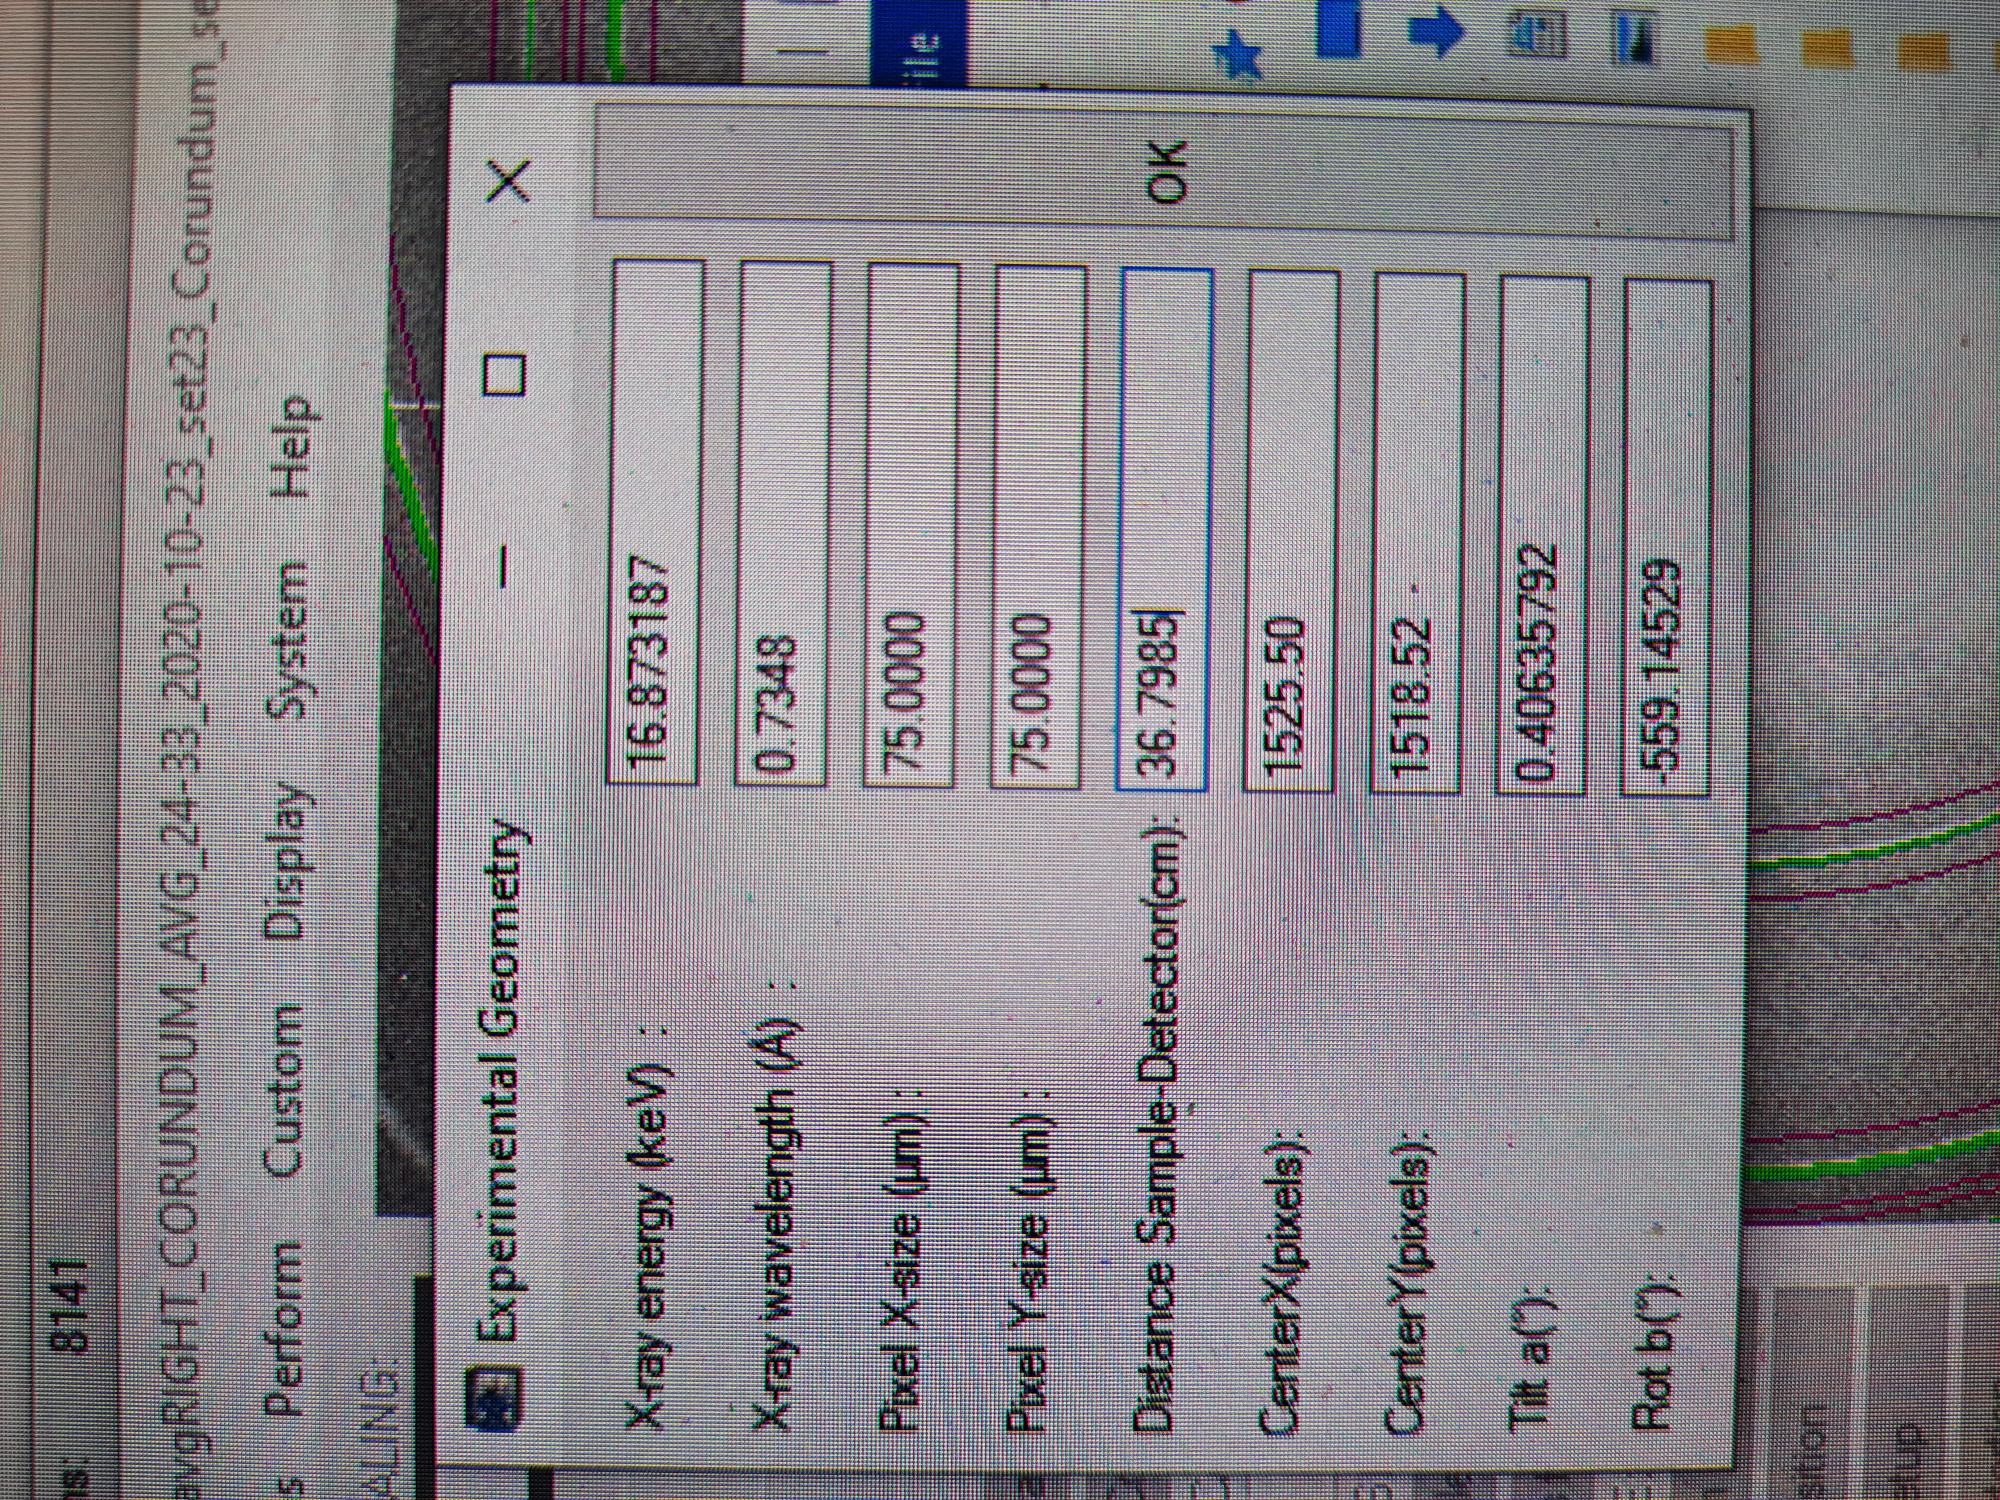 8141
avgRIGHT_CORUNDUM_AVG_24-33_2020-10-23_set23_Corundum_se
s Perform Custom Display System Help
ALING:
Experimental Geometry
X-ray energy (keV) : 16.873187
X-ray wavelength (Å) : 0.7348
Pixel X-size (µm) : 75.0000
ile
Pixel Y-size (µm) : 75.0000
Distance Sample-Detector(cm): 36.7985
OK
CenterX(pixels): 1525.50
CenterY(pixels): 1518.52
Tilt a(°): 0.40635792
Rot b(°): -559.14529
sition
etup